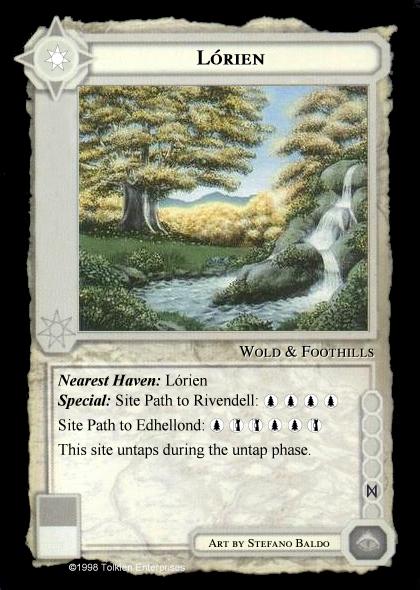 LÓRIEN
WOLD & FOOTHILLS
Nearest Haven: Lórien
Special: Site Path to Rivendell:
Site Path to Edhellond:
This site untaps during the untap phase.
ART BY STEFANO BALDO
©1998 Tolkien Enterprises